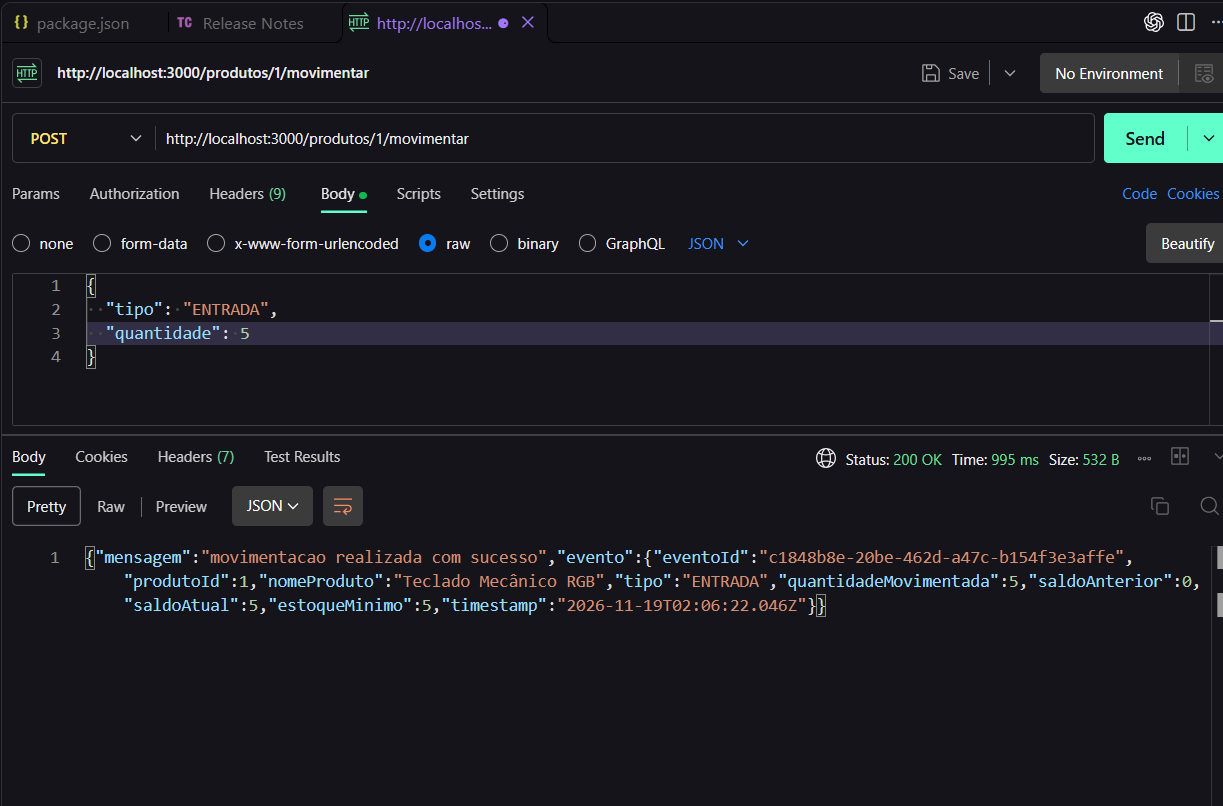 {} package.json TC Release Notes HTTP http://localhos...
HTTP http://localhost:3000/produtos/1/movimentar Save No Environment
POST http://localhost:3000/produtos/1/movimentar Send
Params Authorization Headers (9) Body Scripts Settings Code Cookies
none form-data x-www-form-urlencoded raw binary GraphQL JSON Beautify
1 {
2 "tipo": "ENTRADA",
3 "quantidade": 5
4 }
Body Cookies Headers (7) Test Results Status: 200 OK Time: 995 ms Size: 532 B
Pretty Raw Preview JSON
1 {"mensagem":"movimentacao realizada com sucesso","evento":{"eventoId":"c1848b8e-20be-462d-a47c-b154f3e3affe",
"produtoId":1,"nomeProduto":"Teclado Mecânico RGB","tipo":"ENTRADA","quantidadeMovimentada":5,"saldoAnterior":0,
"saldoAtual":5,"estoqueMinimo":5,"timestamp":"2026-11-19T02:06:22.046Z"}}